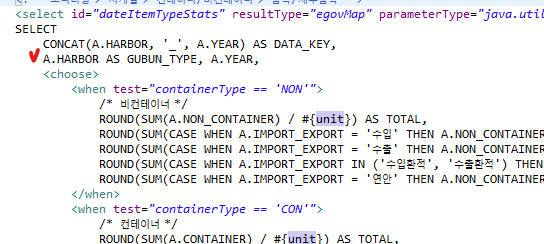 <select id="dateItemTypeStats" resultType="egovMap" parameterType="java.util
SELECT
CONCAT(A.HARBOR, '_', A.YEAR) AS DATA_KEY,
A.HARBOR AS GUBUN_TYPE, A.YEAR,
<choose>
<when test="containerType == 'NON'">
/* 비컨테이너 */
ROUND(SUM(A.NON_CONTAINER) / #{unit}) AS TOTAL,
ROUND(SUM(CASE WHEN A.IMPORT_EXPORT = '수입' THEN A.NON_CONTAINER
ROUND(SUM(CASE WHEN A.IMPORT_EXPORT = '수출' THEN A.NON_CONTAINER
ROUND(SUM(CASE WHEN A.IMPORT_EXPORT IN ('수입환적', '수출환적') THEN
ROUND(SUM(CASE WHEN A.IMPORT_EXPORT = '연안' THEN A.NON_CONTAINER
</when>
<when test="containerType == 'CON'">
/* 컨테이너 */
ROUND(SUM(A.CONTAINER) / #{unit}) AS TOTAL,